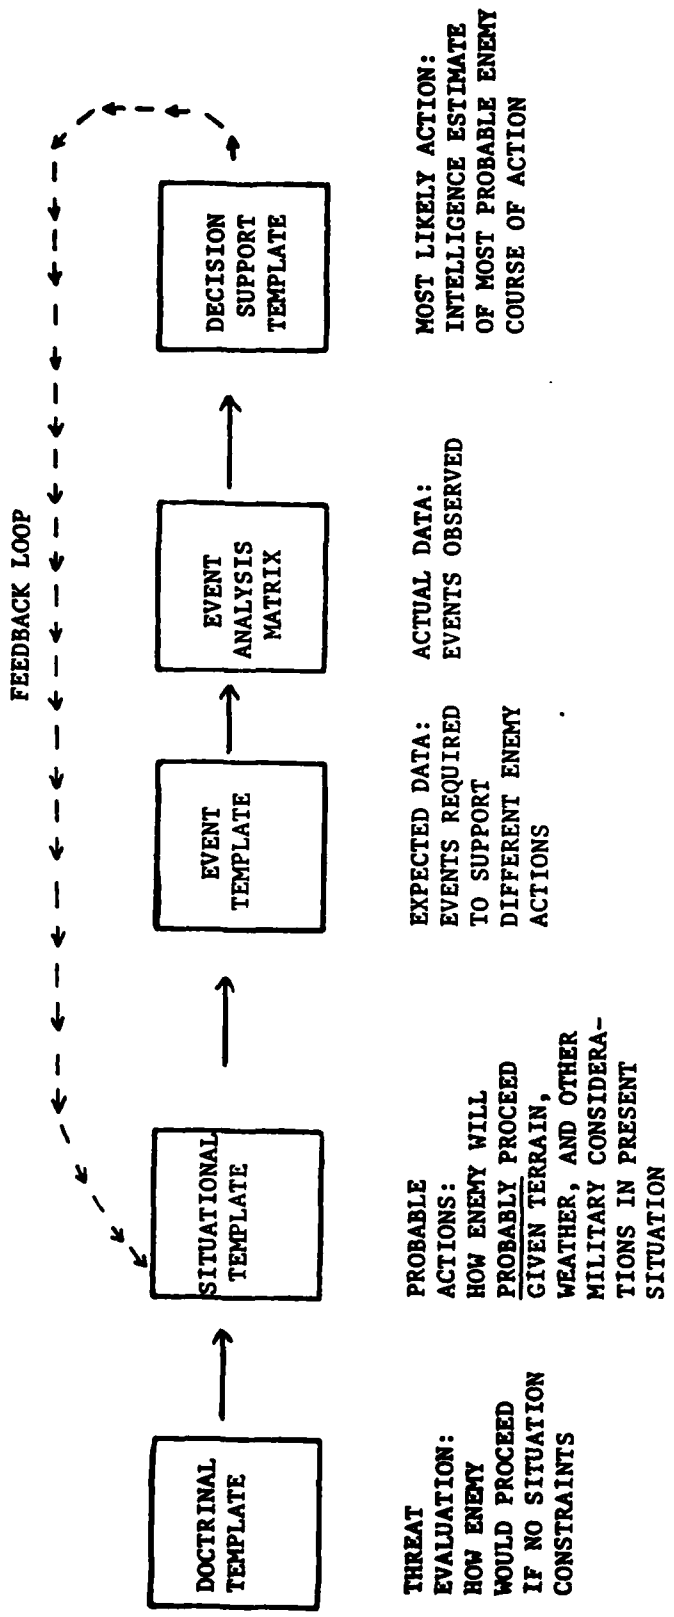 FEEDBACK LOOP
DOCTRINAL
TEMPLATE
SITUATIONAL
TEMPLATE
EVENT
TEMPLATE
EVENT
ANALYSIS
MATRIX
DECISION
SUPPORT
TEMPLATE
THREAT
EVALUATION:
HOW ENEMY
WOULD PROCEED
IF NO SITUATION
CONSTRAINTS
PROBABLE
ACTIONS:
HOW ENEMY WILL
PROBABLY PROCEED
GIVEN TERRAIN,
WEATHER, AND OTHER
MILITARY CONSIDERA-
TIONS IN PRESENT
SITUATION
EXPECTED DATA:
EVENTS REQUIRED
TO SUPPORT
DIFFERENT ENEMY
ACTIONS
ACTUAL DATA:
EVENTS OBSERVED
MOST LIKELY ACTION:
INTELLIGENCE ESTIMATE
OF MOST PROBABLE ENEMY
COURSE OF ACTION